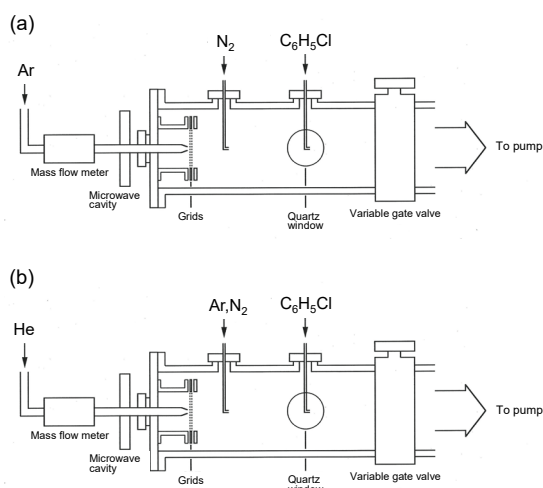 (a)
N2
C6H5Cl
Ar
To pump
Mass flow meter
Microwave
cavity
Grids
Quartz
window
Variable gate valve
(b)
Ar,N2
C6H5Cl
He
To pump
Mass flow meter
Microwave
cavity
Grids
Quartz
window
Variable gate valve